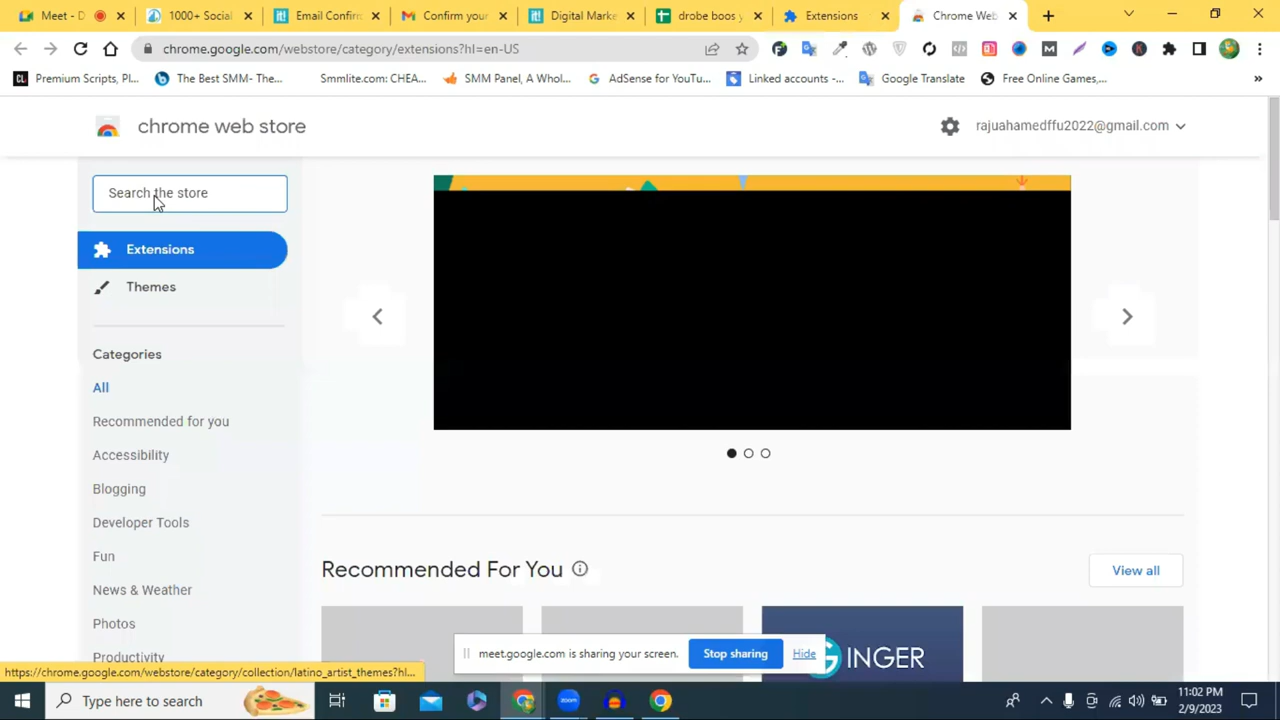 Meet - D
1000+ Social
Email Confirm
Confirm your
Digital Marke
drobe boos y
Extensions
Chrome Web
chrome.google.com/webstore/category/extensions?hl=en-US
Premium Scripts, Pl...
The Best SMM- The...
Smmlite.com: CHEA...
SMM Panel, A Whol...
AdSense for YouTu...
Linked accounts -...
Google Translate
Free Online Games,...
chrome web store
rajuahamedffu2022@gmail.com
Search the store
Extensions
Themes
Categories
All
Recommended for you
Accessibility
Blogging
Developer Tools
Fun
News & Weather
Photos
Productivity
Recommended For You
View all
GINGER
meet.google.com is sharing your screen.
Stop sharing
Hide
https://chrome.google.com/webstore/category/collection/latino_artist_themes?hl...
Type here to search
11:02 PM
2/9/2023